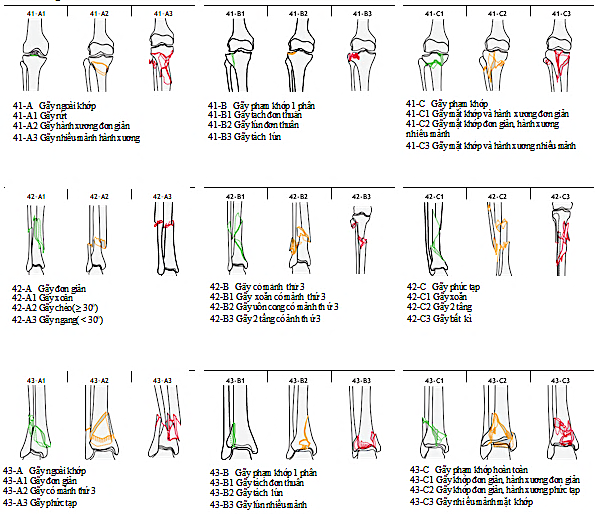 41-A1 41-A2 41-A3
41-A Gãy ngoài khớp
41-A1 Gãy rứt
41-A2 Gãy hành xương đơn giản
41-A3 Gãy nhiều mảnh hành xương
41-B1 41-B2 41-B3
41-B Gãy phạm khớp 1 phần
41-B1 Gãy tách đơn thuần
41-B2 Gãy lún đơn thuần
41-B3 Gãy tách lún
41-C1 41-C2 41-C3
41-C Gãy phạm khớp
41-C1 Gãy mặt khớp và hành xương đơn giản
41-C2 Gãy mặt khớp đơn giản, hành xương
nhiều mảnh
41-C3 Gãy mặt khớp và hành xương nhiều mảnh
42-A1 42-A2 42-A3
42-A Gãy đơn giản
42-A1 Gãy xoắn
42-A2 Gãy chéo(≥ 30°)
42-A3 Gãy ngang(< 30°)
42-B1 42-B2 42-B3
42-B Gãy có mảnh thứ 3
42-B1 Gãy xoắn có mảnh thứ 3
42-B2 Gãy uốn cong có mảnh thứ 3
42-B3 Gãy 2 tầng có ảnh thứ 3
42-C1 42-C2 42-C3
42-C Gãy phức tạp
42-C1 Gãy xoắn
42-C2 Gãy 2 tầng
42-C3 Gãy bất kì
43-A1 43-A2 43-A3
43-A Gãy ngoài khớp
43-A1 Gãy đơn giản
43-A2 Gãy có mảnh thứ 3
43-A3 Gãy phức tạp
43-B1 43-B2 43-B3
43-B Gãy phạm khớp 1 phần
43-B1 Gãy tách đơn thuần
43-B2 Gãy tách lún
43-B3 Gãy lún nhiều mảnh
43-C1 43-C2 43-C3
43-C Gãy phạm khớp hoàn toàn
43-C1 Gãy khớp đơn giản, hành xương đơn giản
43-C2 Gãy khớp đơn giản, hành xương phức tạp
43-C3 Gãy nhiều mảnh mặt khớp